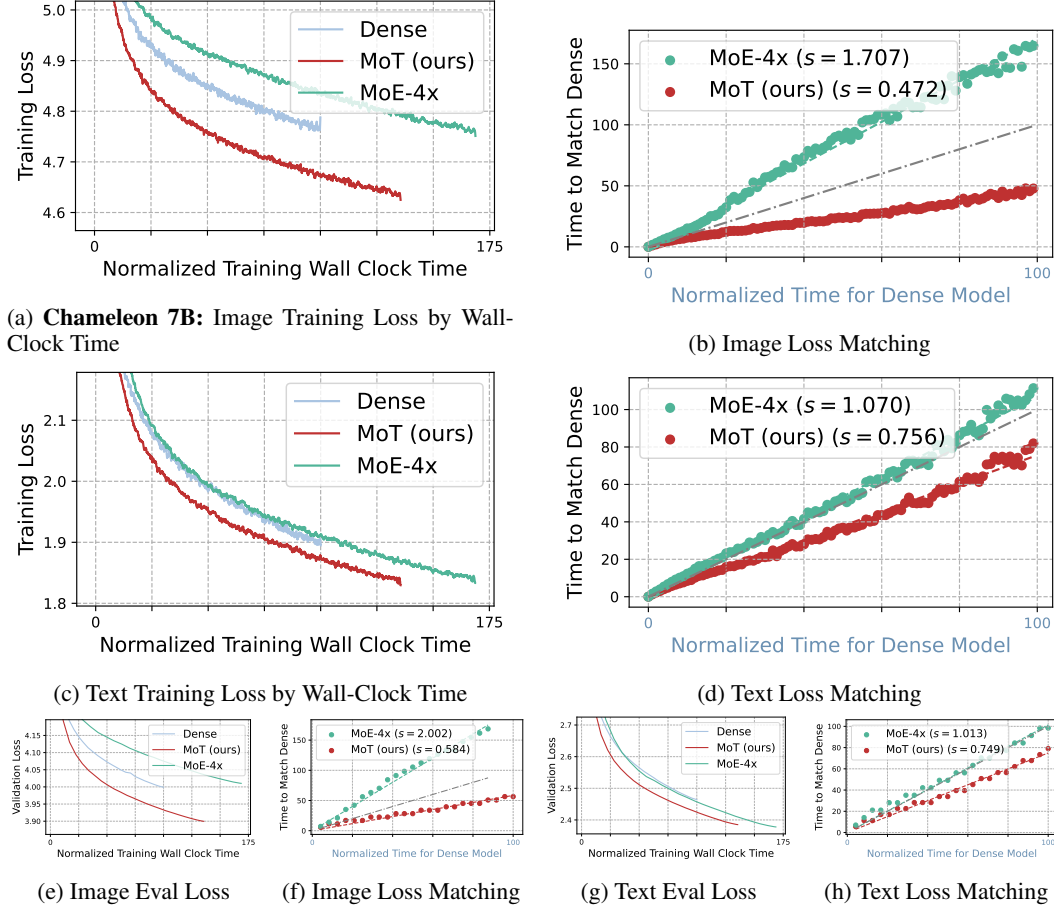 5.0
4.9
4.8
4.7
4.6
Training Loss
Dense
MoT (ours)
MoE-4x
0
175
Normalized Training Wall Clock Time
(a) Chameleon 7B: Image Training Loss by Wall-
Clock Time
150
100
50
0
Time to Match Dense
MoE-4x (s = 1.707)
MoT (ours) (s = 0.472)
0
100
Normalized Time for Dense Model
(b) Image Loss Matching
2.1
2.0
1.9
1.8
Training Loss
Dense
MoT (ours)
MoE-4x
0
175
Normalized Training Wall Clock Time
(c) Text Training Loss by Wall-Clock Time
100
80
60
40
20
0
Time to Match Dense
MoE-4x (s = 1.070)
MoT (ours) (s = 0.756)
0
100
Normalized Time for Dense Model
(d) Text Loss Matching
4.15
4.10
4.05
4.00
3.95
3.90
Validation Loss
Dense
MoT (ours)
MoE-4x
0
175
Normalized Training Wall Clock Time
(e) Image Eval Loss
150
100
50
0
Time to Match Dense
MoE-4x (s = 2.002)
MoT (ours) (s = 0.584)
0
100
Normalized Time for Dense Model
(f) Image Loss Matching
2.7
2.6
2.5
2.4
Validation Loss
Dense
MoT (ours)
MoE-4x
0
175
Normalized Training Wall Clock Time
(g) Text Eval Loss
100
80
60
40
20
0
Time to Match Dense
MoE-4x (s = 1.013)
MoT (ours) (s = 0.749)
0
100
Normalized Time for Dense Model
(h) Text Loss Matching